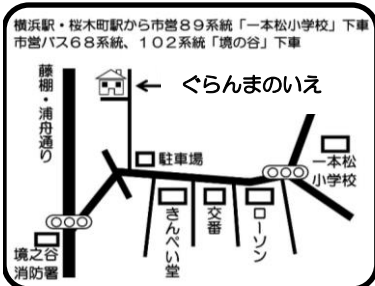 横浜駅・桜木町駅から市営８９系統「一本松小学校」下車
市営バス６８系統、１０２系統「境の谷」下車
藤棚・浦舟通り
← ぐらんまのいえ
駐車場
一本松
小学校
きんぺい堂
交番
ローソン
境之谷
消防署